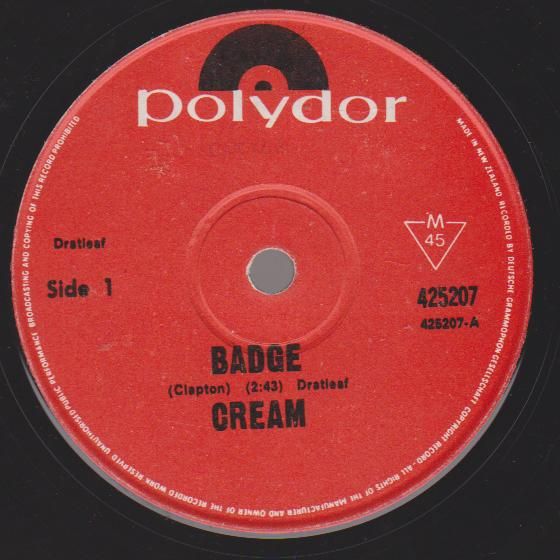 polydor
M
45
Dratleaf
Side 1
425207
425207-A
BADGE
(Clapton) (2:43) Dratleaf
CREAM
MADE IN NEW ZEALAND RECORDED BY DEUTSCHE GRAMMOPHON GESELLSCHAFT COPYRIGHT RECORD - ALL RIGHTS OF THE MANUFACTURER AND OWNER OF THE RECORDED WORK RESERVED UNAUTHORISED PUBLIC PERFORMANCE BROADCASTING AND COPYING OF THIS RECORD PROHIBITED